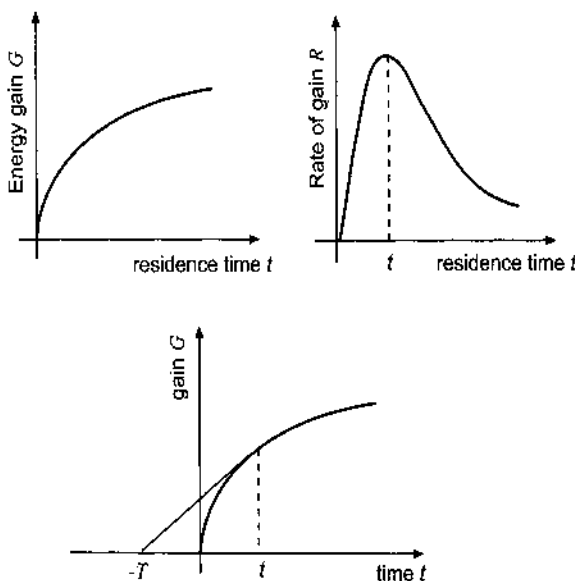 Energy gain G
residence time t
Rate of gain R
t
residence time t
gain G
-T
t
time t